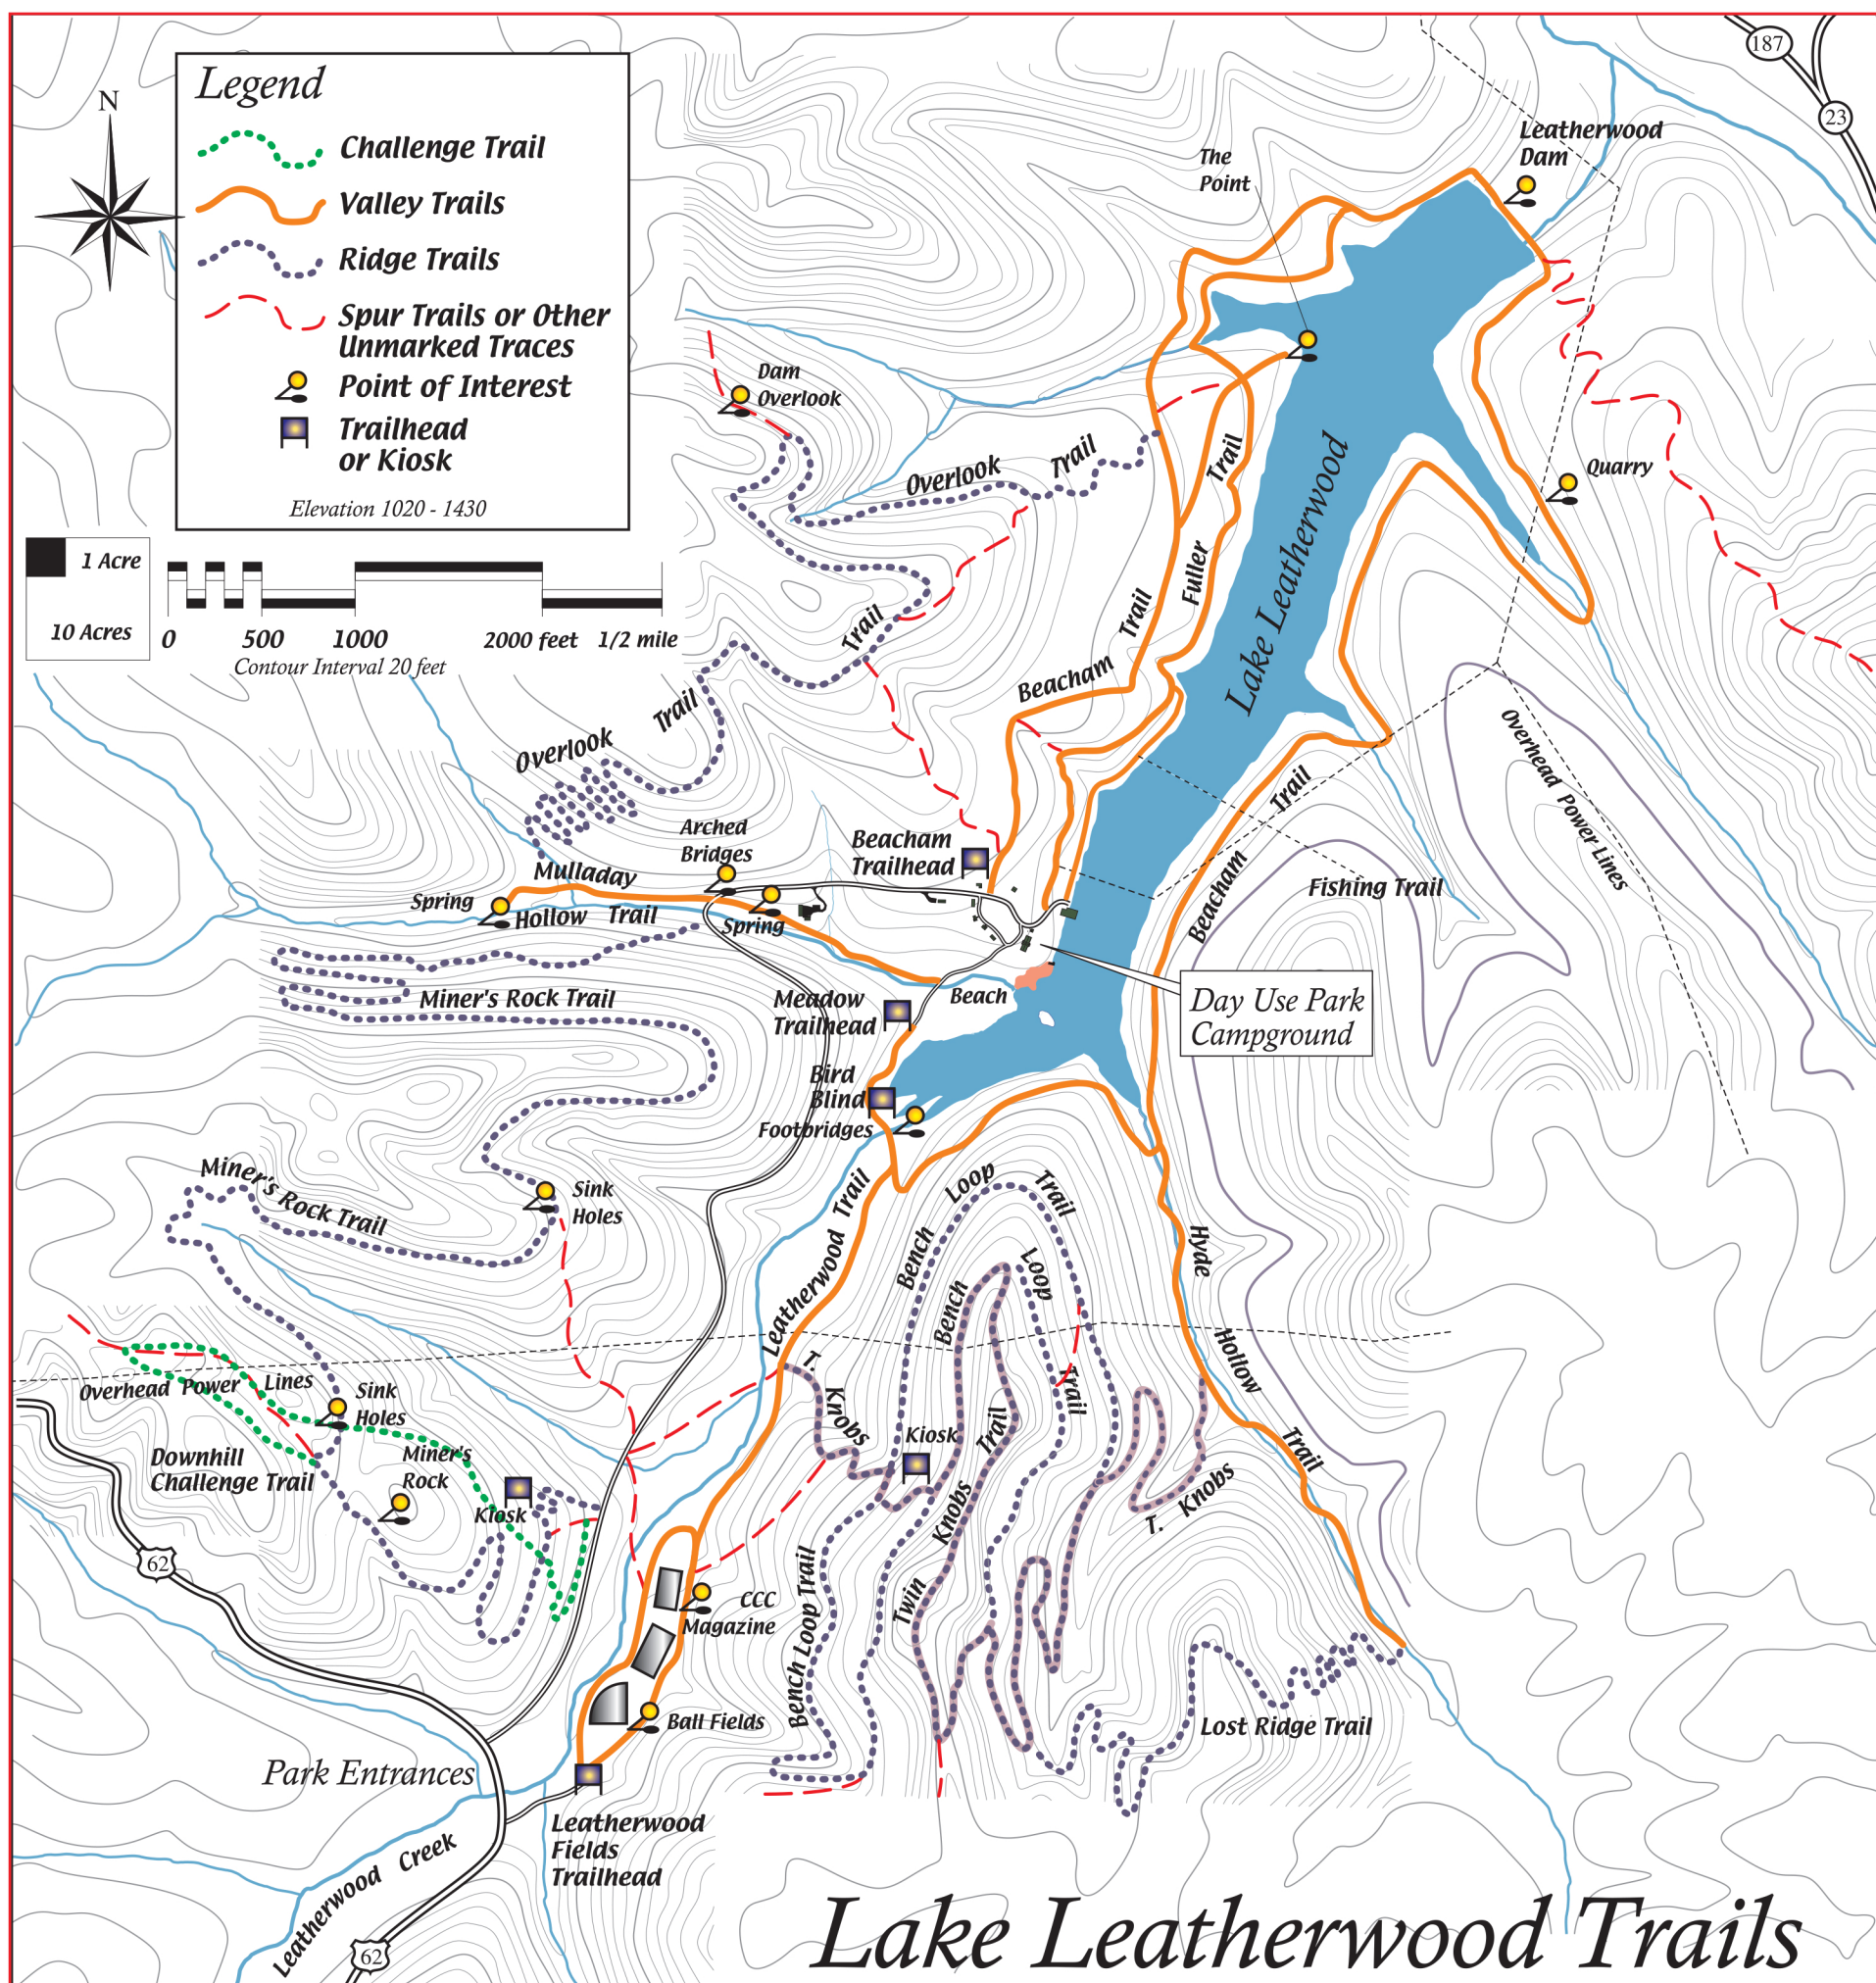 N
Legend
Challenge Trail
Valley Trails
Ridge Trails
Spur Trails or Other
Unmarked Traces
Point of Interest
Trailhead
or Kiosk
Elevation 1020 - 1430
1 Acre
10 Acres
0 500 1000 2000 feet 1/2 mile
Contour Interval 20 feet
187
23
Leatherwood
Dam
The
Point
Dam
Overlook
Overlook Trail
Trail
Fuller
Trail
Beacham
Lake Leatherwood
Quarry
Trail
Overlook Trail
Overhead Power Lines
Arched
Bridges
Beacham
Trailhead
Beacham Trail
Fishing Trail
Spring
Mulladay
Hollow Trail
Spring
Miner's Rock Trail
Meadow
Trailhead
Beach
Day Use Park
Campground
Bird
Blind
Footbridges
Miner's Rock Trail
Sink
Holes
Leatherwood Trail
Bench Loop Trail
Bench Loop Trail
Hyde Hollow Trail
Overhead Power Lines
Sink
Holes
T. Knobs
Downhill
Challenge Trail
Miner's
Rock
Kiosk
Kiosk
Twin Knobs Trail
T. Knobs
62
CCC
Magazine
Bench Loop Trail
Ball Fields
Lost Ridge Trail
Park Entrances
Leatherwood
Fields
Trailhead
Leatherwood Creek
62
Lake Leatherwood Trails